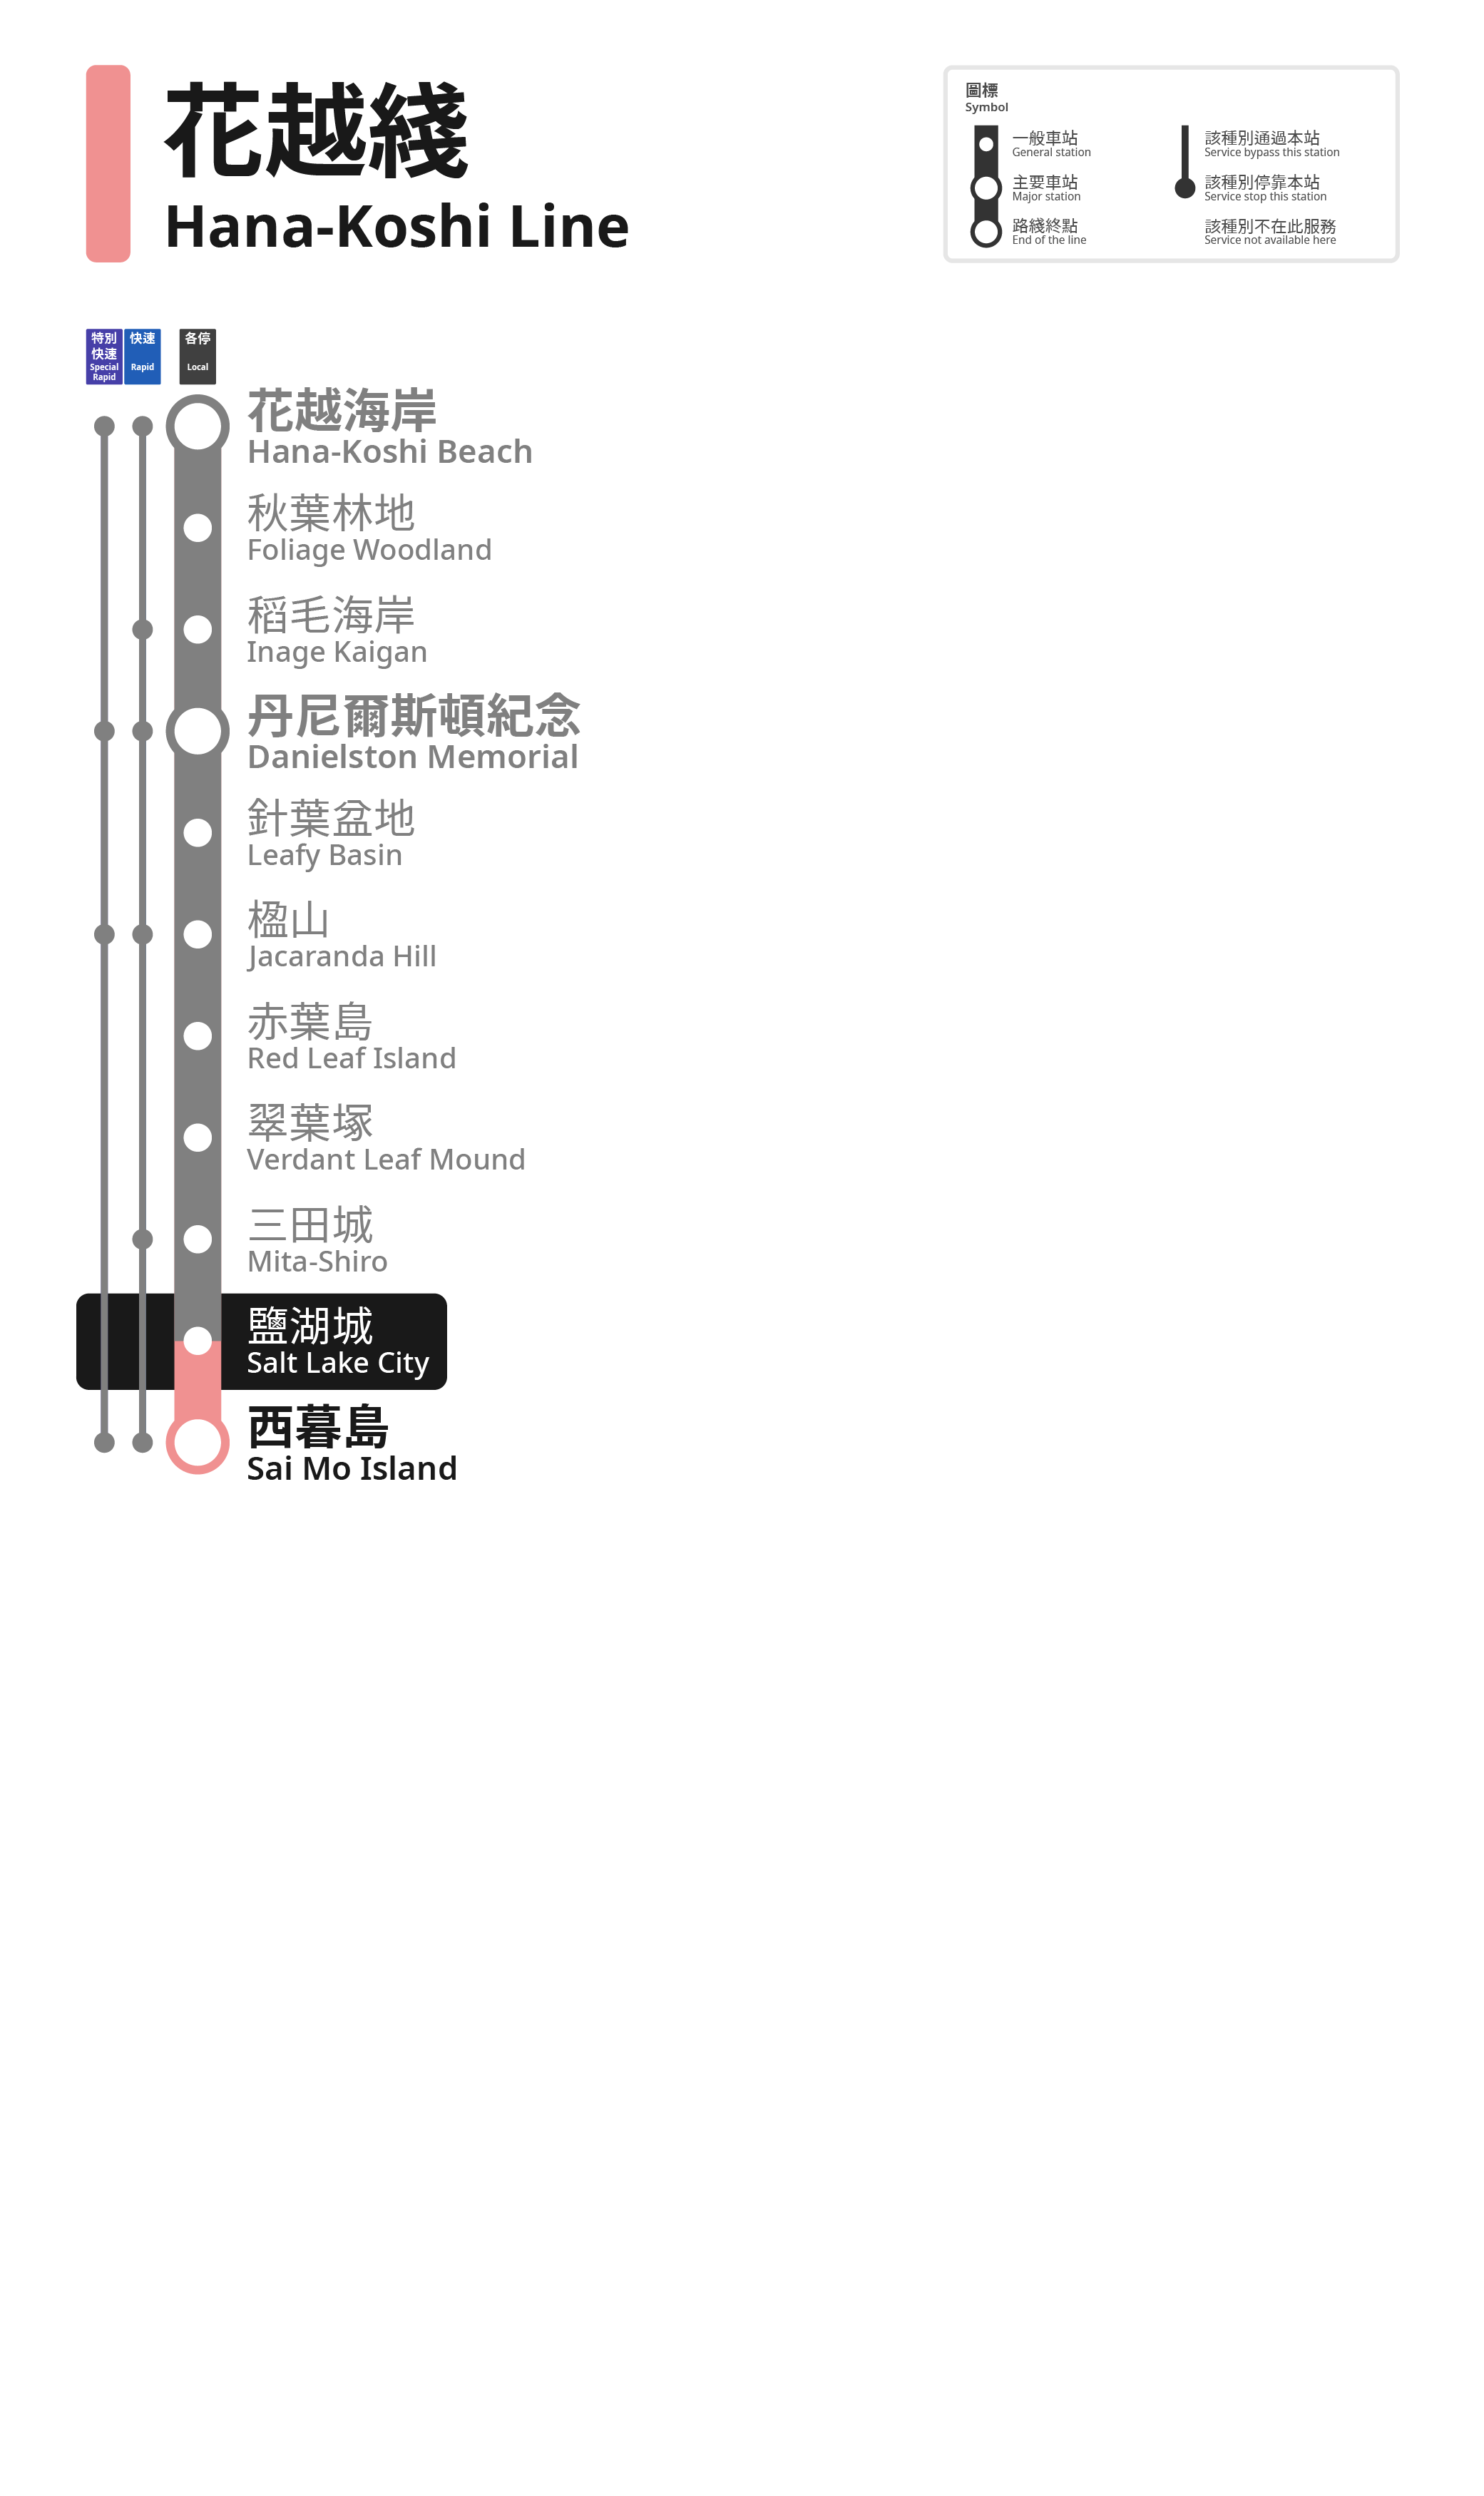 花越綫
Hana-Koshi Line
圖標
Symbol
一般車站
General station
主要車站
Major station
路綫終點
End of the line
該種別通過本站
Service bypass this station
該種別停靠本站
Service stop this station
該種別不在此服務
Service not available here
特別
快速
Special
Rapid
快速
Rapid
各停
Local
花越海岸
Hana-Koshi Beach
秋葉林地
Foliage Woodland
稻毛海岸
Inage Kaigan
丹尼爾斯頓紀念
Danielston Memorial
針葉盆地
Leafy Basin
楹山
Jacaranda Hill
赤葉島
Red Leaf Island
翠葉塚
Verdant Leaf Mound
三田城
Mita-Shiro
鹽湖城
Salt Lake City
西暮島
Sai Mo Island